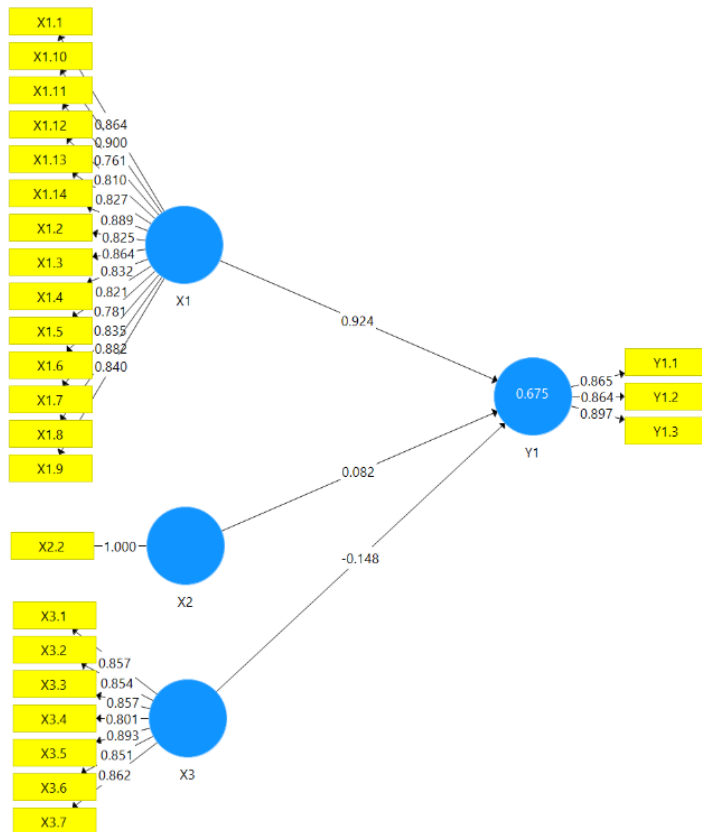 X1.1
X1.10
X1.11
X1.12
X1.13
X1.14
X1.2
X1.3
X1.4
X1.5
X1.6
X1.7
X1.8
X1.9
0.864
0.900
0.761
0.810
0.827
0.889
0.825
0.864
0.832
0.821
0.781
0.835
0.882
0.840
X1
0.924
X2.2
1.000
X2
0.082
X3.1
X3.2
X3.3
X3.4
X3.5
X3.6
X3.7
0.857
0.854
0.857
0.801
0.893
0.851
0.862
X3
-0.148
0.675
Y1
0.865
0.864
0.897
Y1.1
Y1.2
Y1.3